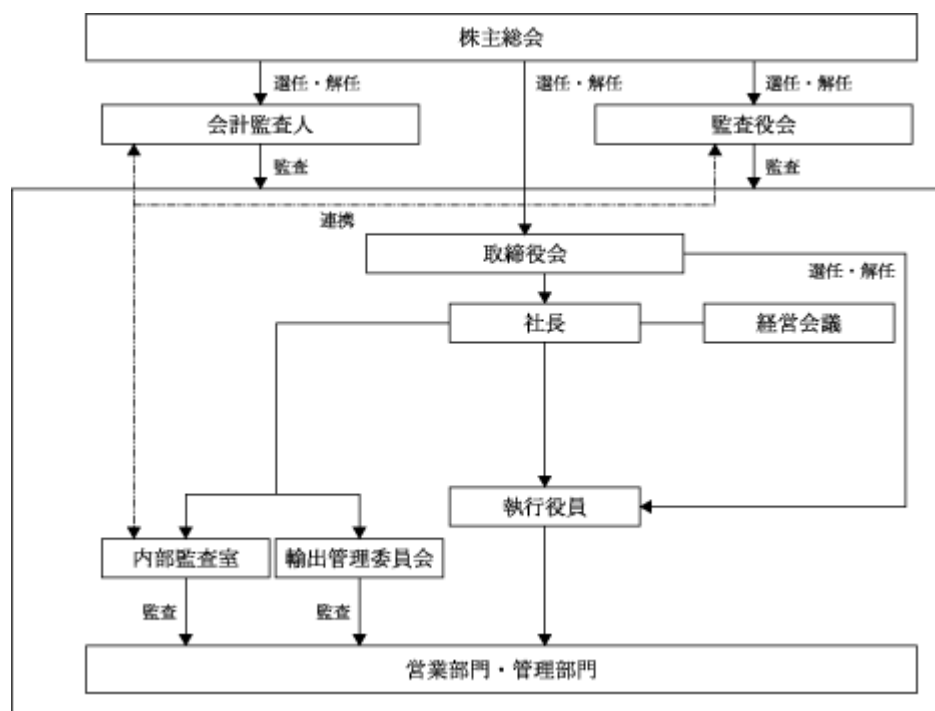 株主総会
選任・解任
選任・解任
選任・解任
会計監査人
監査役会
監査
監査
連携
取締役会
選任・解任
社長
経営会議
執行役員
内部監査室
輸出管理委員会
監査
監査
営業部門・管理部門